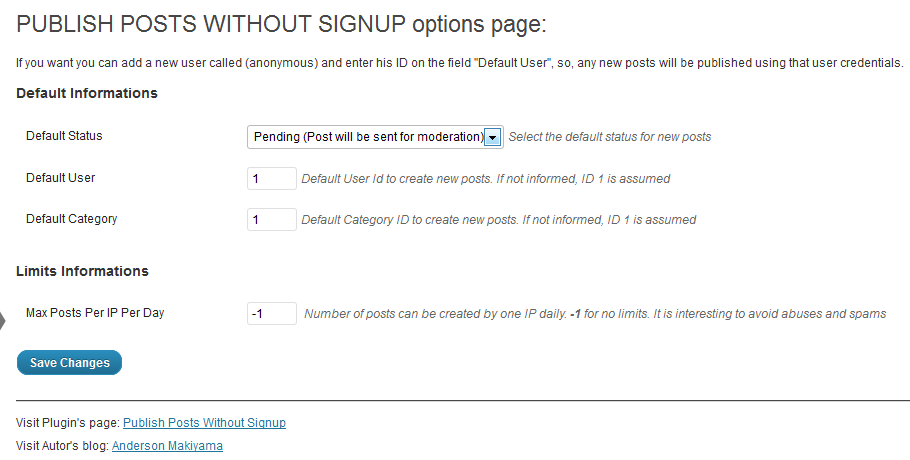 PUBLISH POSTS WITHOUT SIGNUP options page:
If you want you can add a new user called (anonymous) and enter his ID on the field "Default User", so, any new posts will be published using that user credentials.
Default Informations
Default Status Pending (Post will be sent for moderation) Select the default status for new posts
Default User 1 Default User Id to create new posts. If not informed, ID 1 is assumed
Default Category 1 Default Category ID to create new posts. If not informed, ID 1 is assumed
Limits Informations
Max Posts Per IP Per Day -1 Number of posts can be created by one IP daily. -1 for no limits. It is interesting to avoid abuses and spams
Save Changes
Visit Plugin's page: Publish Posts Without Signup
Visit Autor's blog: Anderson Makiyama